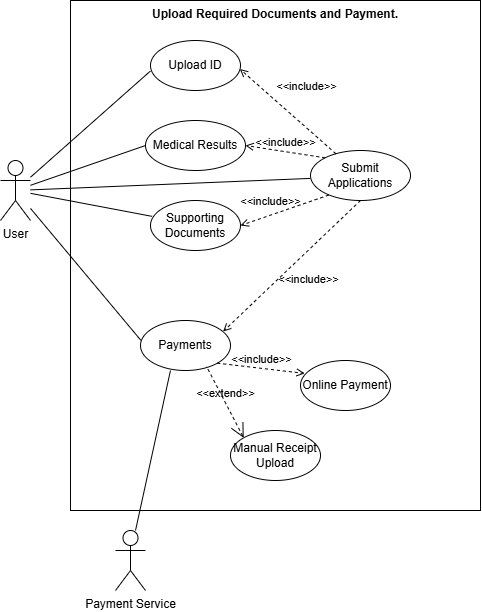 Upload Required Documents and Payment.
Upload ID
<<include>>
Medical Results
<<include>>
Submit
Applications
<<include>>
Supporting
Documents
User
<<include>>
Payments
<<include>>
Online Payment
<<extend>>
Manual Receipt
Upload
Payment Service